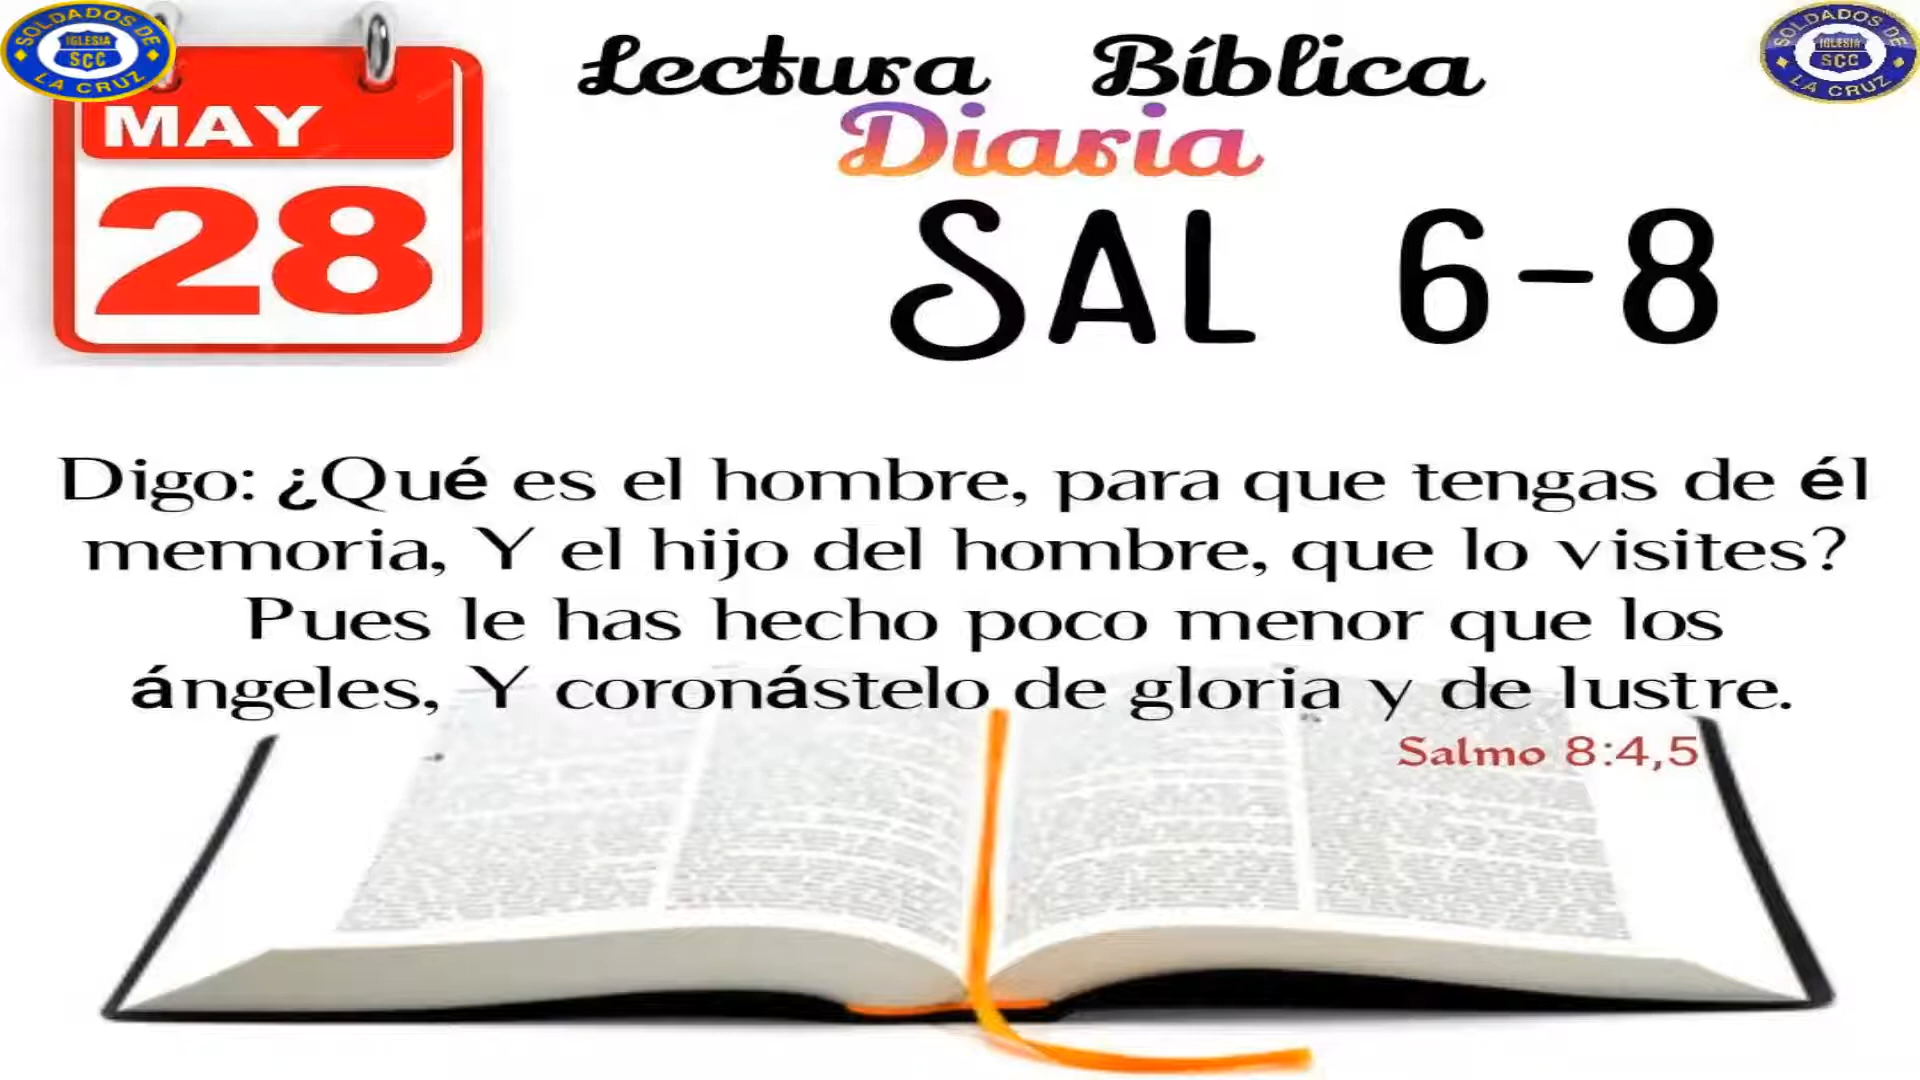 SOLDADOS DE
IGLESIA
SCC
LA CRUZ
MAY
28
Lectura Bíblica
Diaria
SAL 6-8
SOLDADOS DE
IGLESIA
SCC
LA CRUZ
Digo: ¿Qué es el hombre, para que tengas de él
memoria, Y el hijo del hombre, que lo visites?
Pues le has hecho poco menor que los
ángeles, Y coronástelo de gloria y de lustre.
Salmo 8:4,5